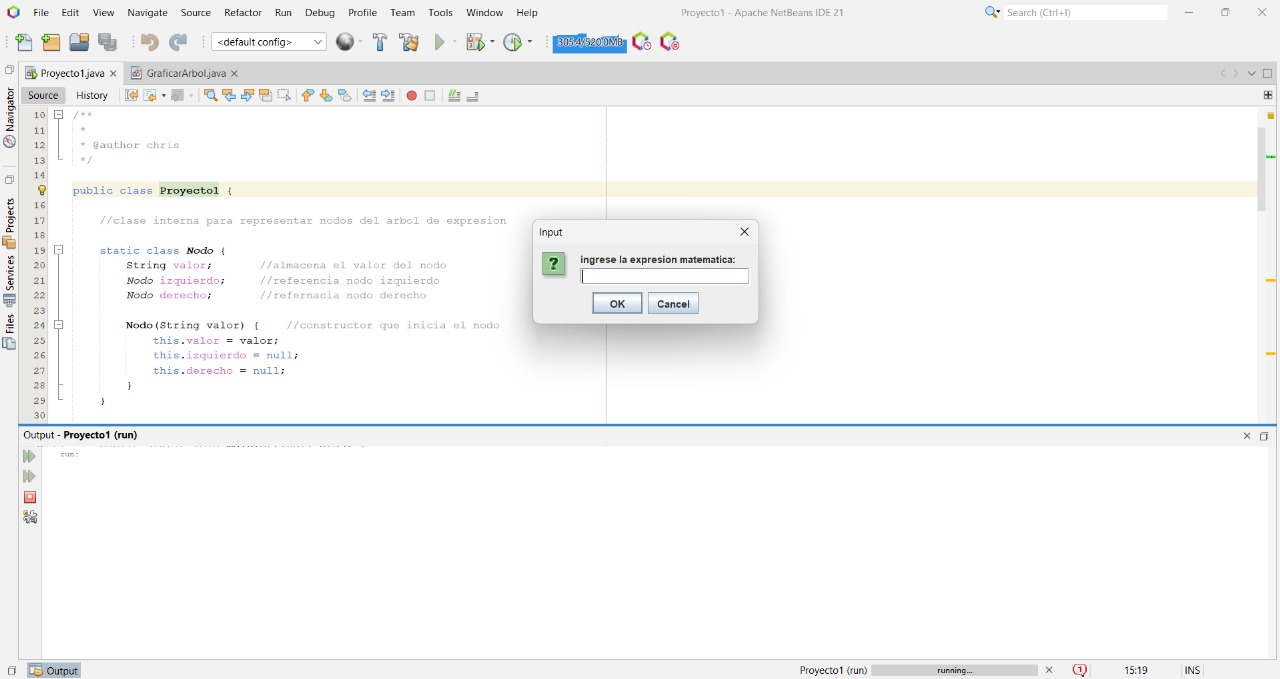 File Edit View Navigate Source Refactor Run Debug Profile Team Tools Window Help
Proyecto1 - Apache NetBeans IDE 21
Search (Ctrl+I)
<default config>
305.4/520.0MB
Proyecto1.java
GraficarArbol.java
Source History
Navigator
Projects
Services
Files
10 /**
11 *
12 * @author chris
13 */
14
public class Proyecto1 {
16
17 //clase interna para representar nodos del arbol de expresion
18
19 static class Nodo {
20 String valor; //almacena el valor del nodo
21 Nodo izquierdo; //referencia nodo izquierdo
22 Nodo derecho; //refernacia nodo derecho
23
24 Nodo(String valor) { //constructor que inicia el nodo
25 this.valor = valor;
26 this.izquierdo = null;
27 this.derecho = null;
28 }
29 }
30
Input
?
ingrese la expresion matematica:
OK Cancel
Output - Proyecto1 (run)
run:
Output
Proyecto1 (run) running...
1
15:19 INS